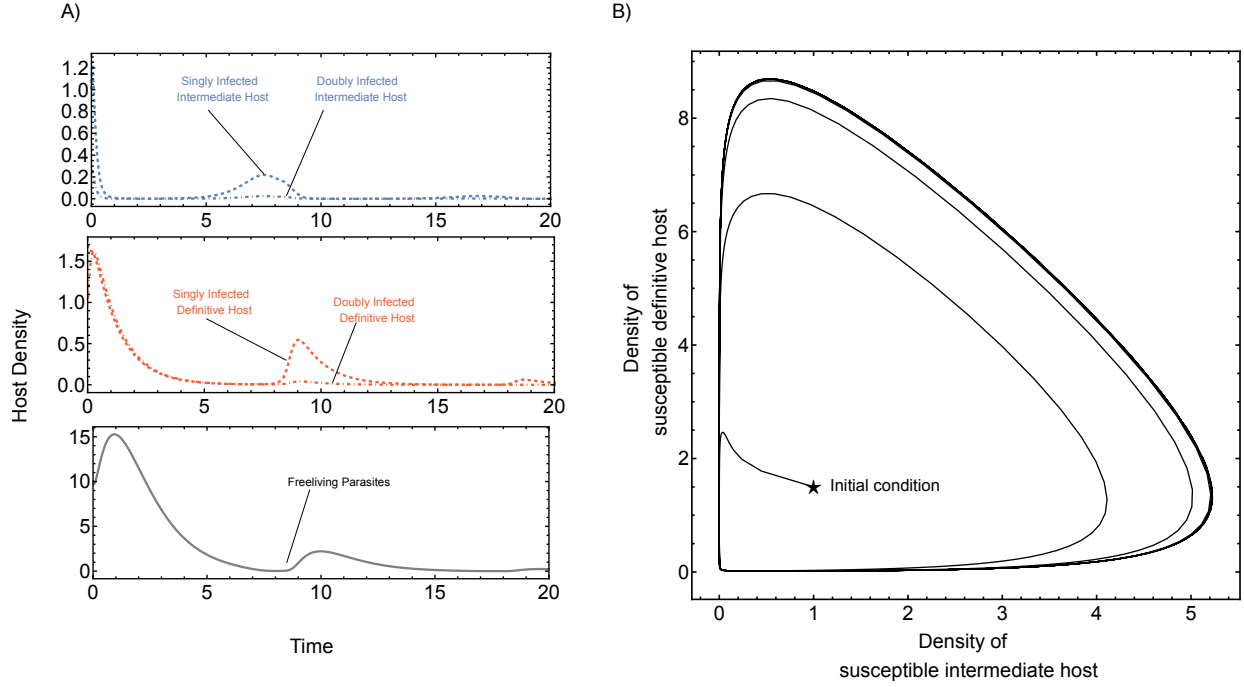 A)
Host Density
1.2
1.0
0.8
0.6
0.4
0.2
0.0
Singly Infected
Intermediate Host
Doubly Infected
Intermediate Host
0
5
10
15
20
1.5
1.0
0.5
0.0
Singly Infected
Definitive Host
Doubly Infected
Definitive Host
0
5
10
15
20
15
10
5
0
Freeliving Parasites
0
5
10
15
20
Time
B)
Density of
susceptible definitive host
8
6
4
2
0
Initial condition
0
1
2
3
4
5
Density of
susceptible intermediate host